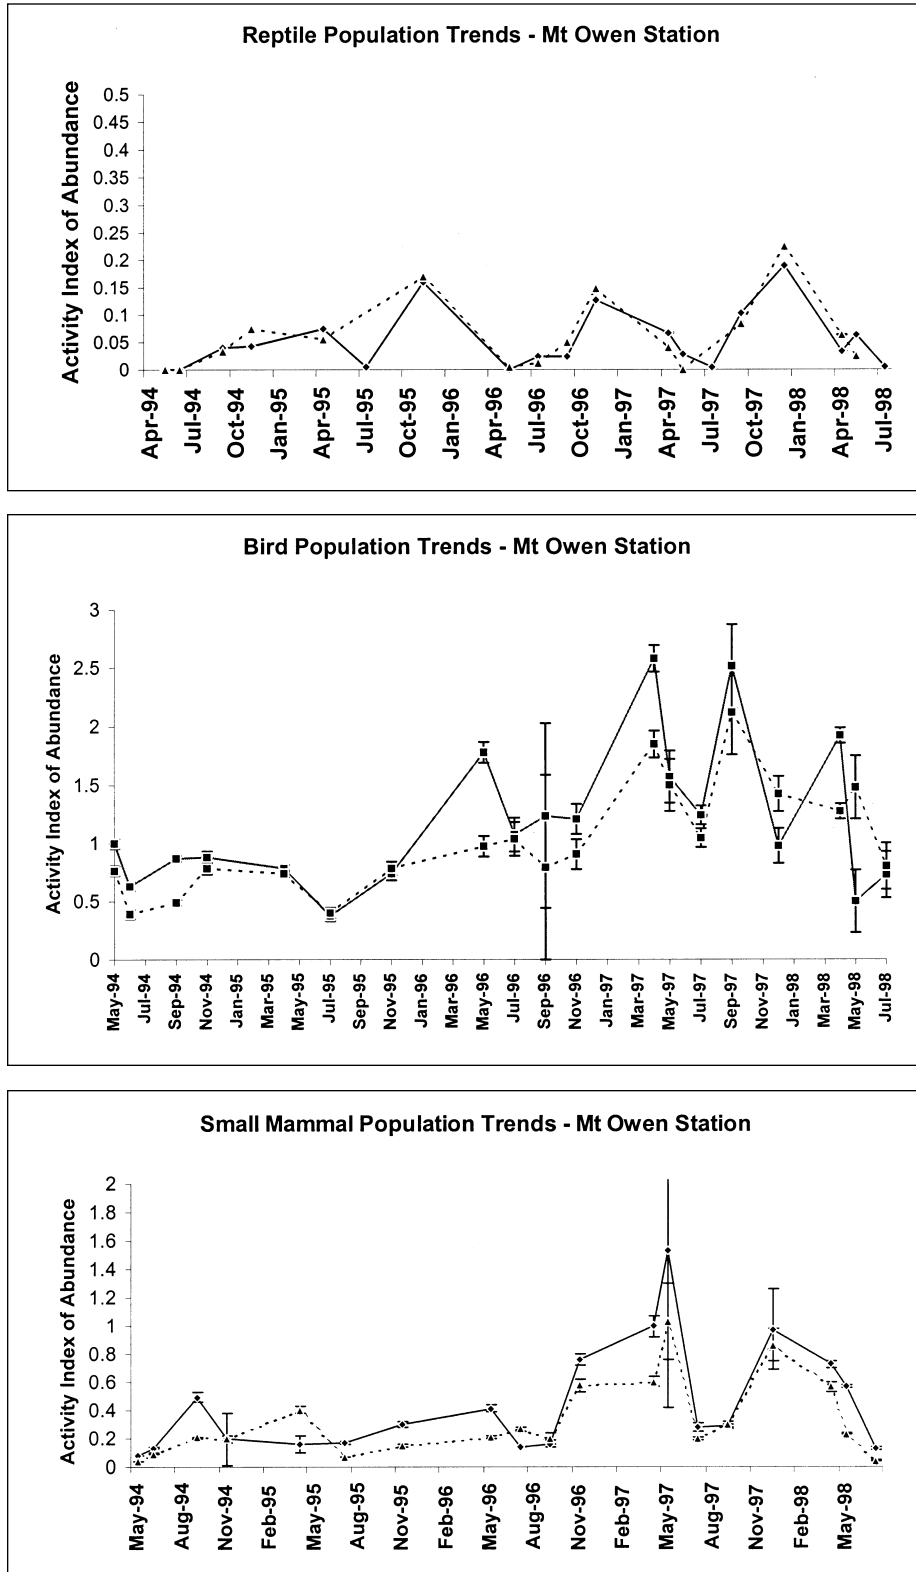 Reptile Population Trends - Mt Owen Station
Activity Index of Abundance
0.5
0.45
0.4
0.35
0.3
0.25
0.2
0.15
0.1
0.05
0
Apr-94
Jul-94
Oct-94
Jan-95
Apr-95
Jul-95
Oct-95
Jan-96
Apr-96
Jul-96
Oct-96
Jan-97
Apr-97
Jul-97
Oct-97
Jan-98
Apr-98
Jul-98
Bird Population Trends - Mt Owen Station
Activity Index of Abundance
3
2.5
2
1.5
1
0.5
0
May-94
Jul-94
Sep-94
Nov-94
Jan-95
Mar-95
May-95
Jul-95
Sep-95
Nov-95
Jan-96
Mar-96
May-96
Jul-96
Sep-96
Nov-96
Jan-97
Mar-97
May-97
Jul-97
Sep-97
Nov-97
Jan-98
Mar-98
May-98
Jul-98
Small Mammal Population Trends - Mt Owen Station
Activity Index of Abundance
2
1.8
1.6
1.4
1.2
1
0.8
0.6
0.4
0.2
0
May-94
Aug-94
Nov-94
Feb-95
May-95
Aug-95
Nov-95
Feb-96
May-96
Aug-96
Nov-96
Feb-97
May-97
Aug-97
Nov-97
Feb-98
May-98